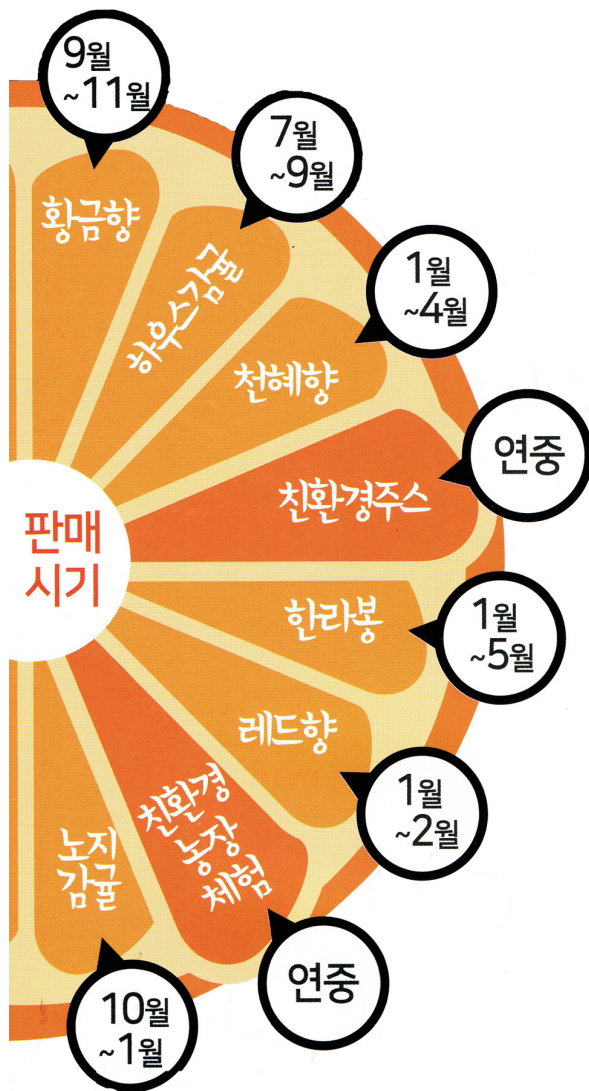 9월
~11월
황금향
7월
~9월
하우스감귤
1월
~4월
천혜향
연중
친환경주스
판매
시기
한라봉
1월
~5월
레드향
1월
~2월
친환경
농장
체험
연중
노지
감귤
10월
~1월